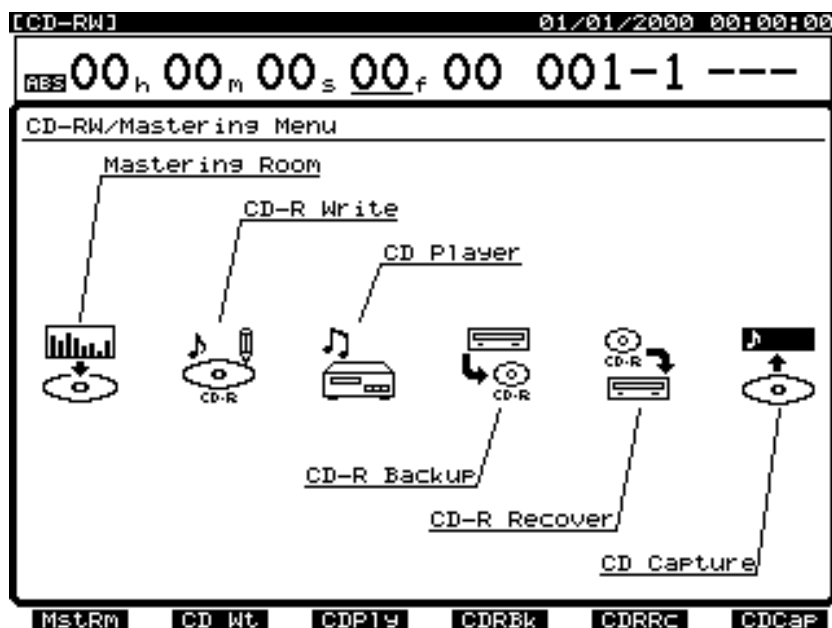 [CD-RW] 01/01/2000 00:00:00
ABS 00h 00m 00s 00f 00 001-1 ---
CD-RW/Mastering Menu
Mastering Room
CD-R Write
CD Player
CD-R
CD-R
CD-R
CD-R Backup
CD-R Recover
CD Capture
MstRm CD Wt CDPly CDRBk CDRRc CDCap